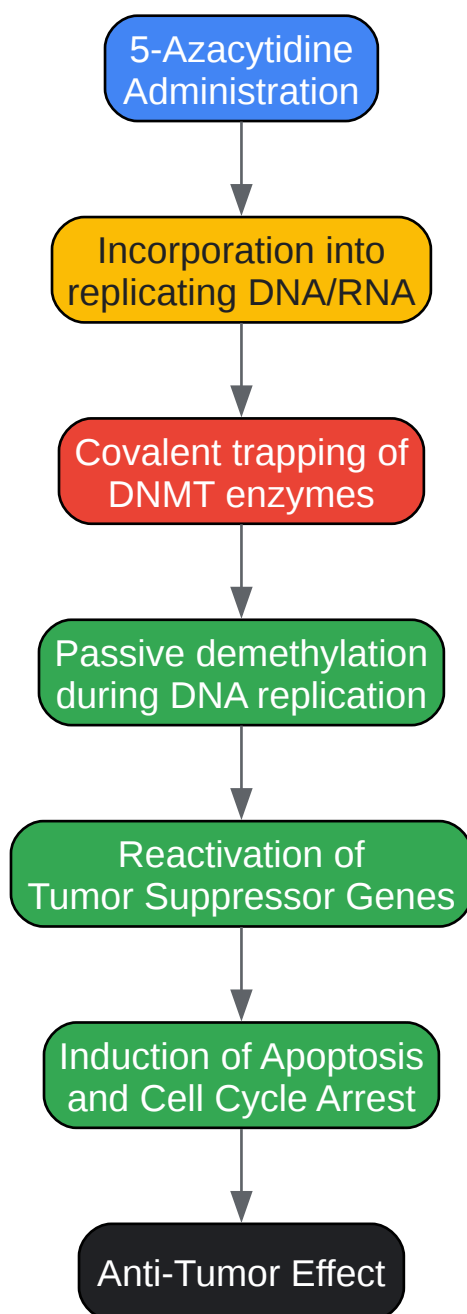 5-Azacytidine
Administration
Incorporation into
replicating DNA/RNA
Covalent trapping of
DNMT enzymes
Passive demethylation
during DNA replication
Reactivation of
Tumor Suppressor Genes
Induction of Apoptosis
and Cell Cycle Arrest
Anti-Tumor Effect